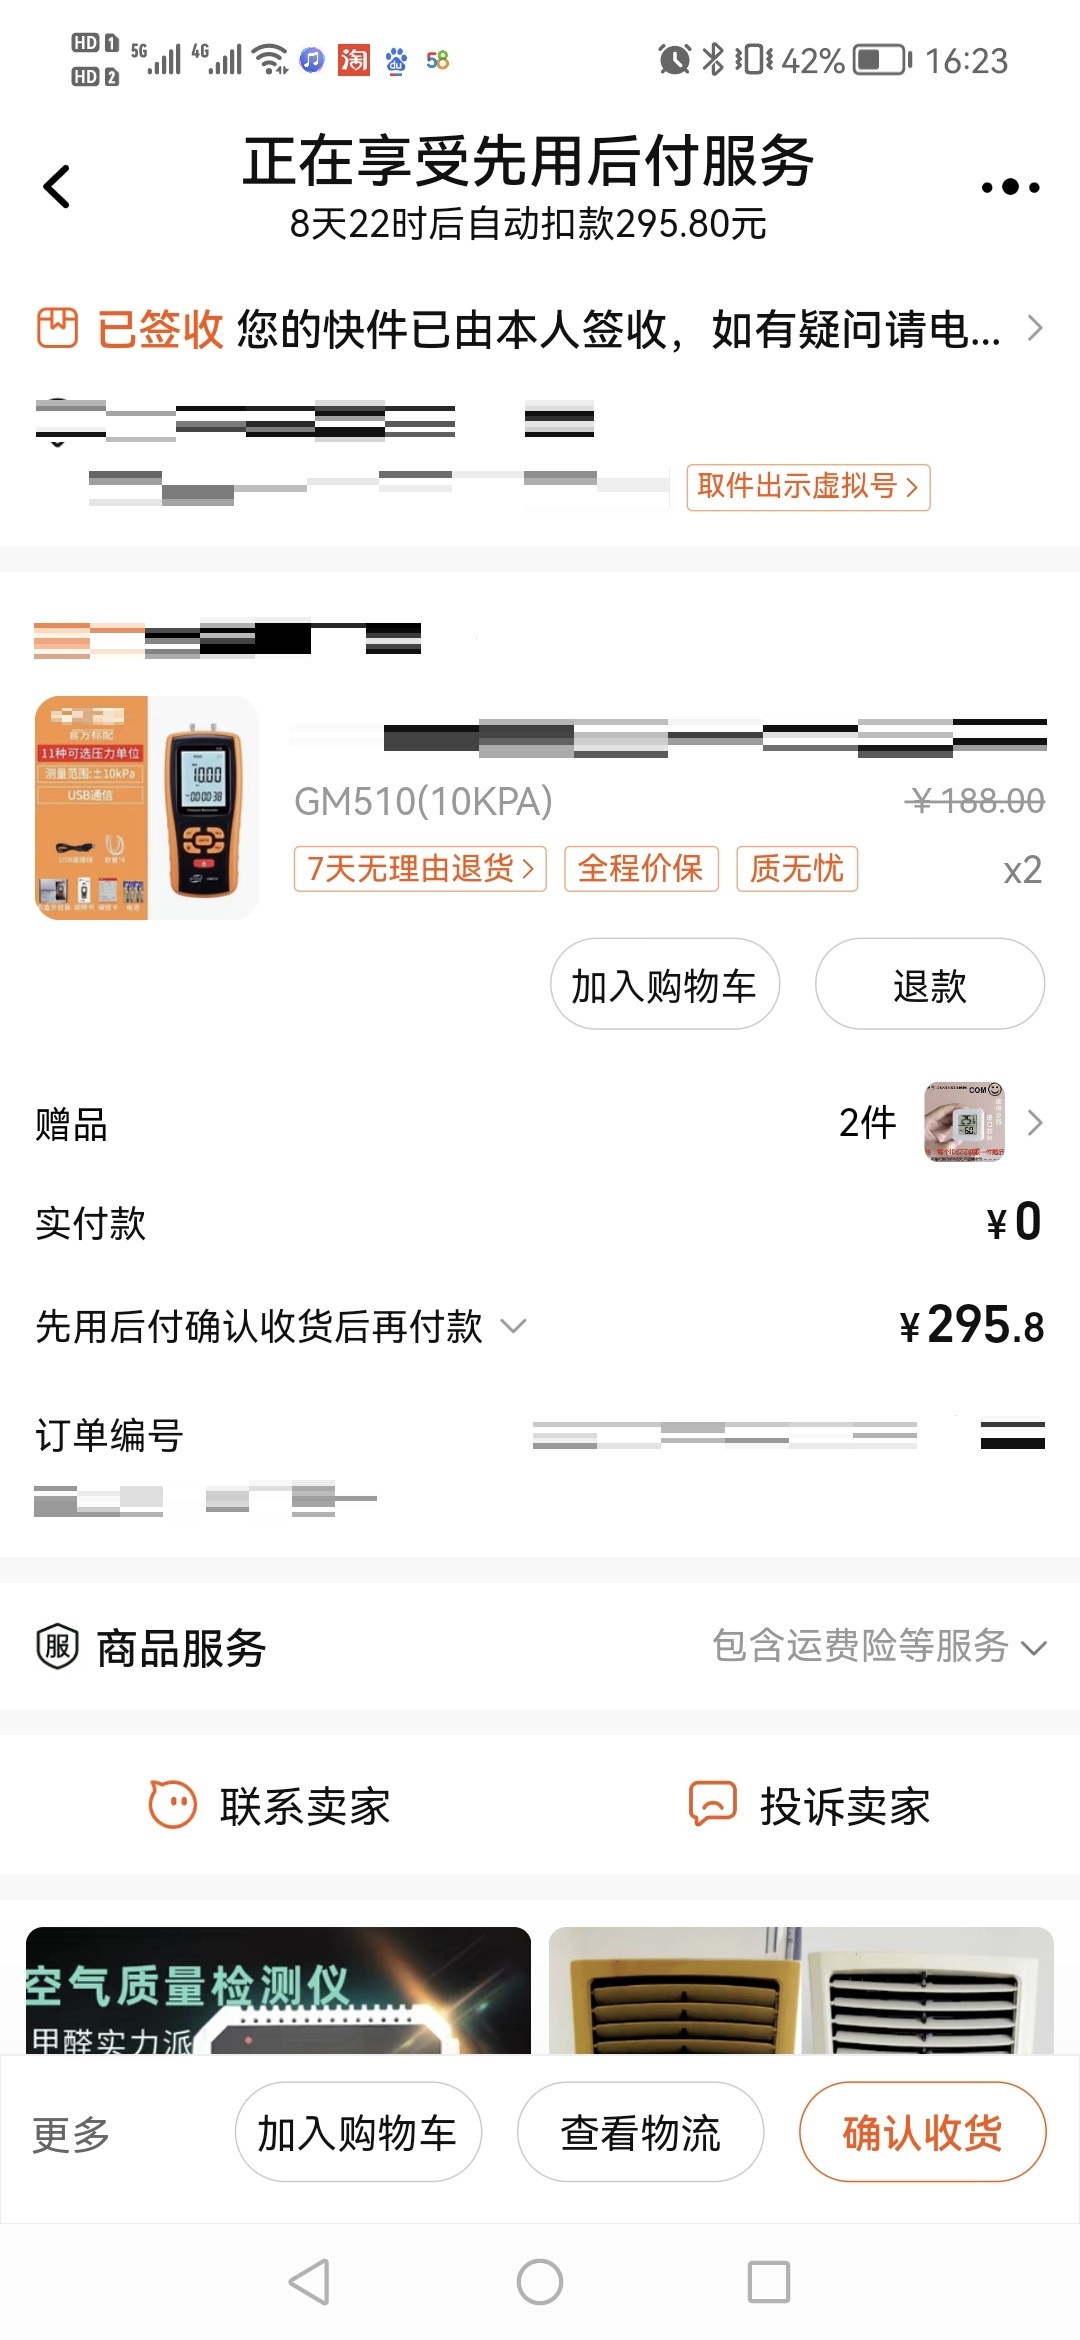 HD 1 5G 4G 淘 du 58 42% 16:23
HD 2
正在享受先用后付服务
8天22时后自动扣款295.80元
已签收 您的快件已由本人签收，如有疑问请电...
取件出示虚拟号
官方标配
11种可选压力单位
测量范围:±10kPa
USB通信
10.00
GM510(10KPA)
¥188.00
7天无理由退货 全程价保 质无忧
x2
加入购物车 退款
赠品 2件
COM
实付款 ¥0
先用后付确认收货后再付款 ¥295.8
订单编号
服 商品服务 包含运费险等服务
联系卖家 投诉卖家
空气质量检测仪
甲醛实力派
更多 加入购物车 查看物流 确认收货